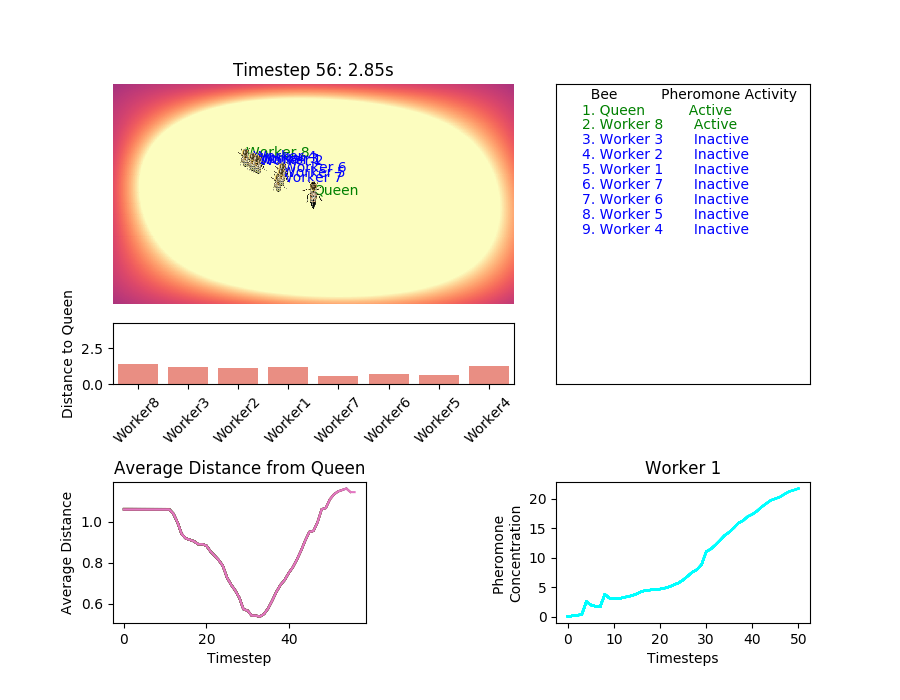 Timestep 56: 2.85s
Worker 8
Worker 6
Worker 7
Queen
Bee Pheromone Activity
1. Queen Active
2. Worker 8 Active
3. Worker 3 Inactive
4. Worker 2 Inactive
5. Worker 1 Inactive
6. Worker 7 Inactive
7. Worker 6 Inactive
8. Worker 5 Inactive
9. Worker 4 Inactive
Distance to Queen
2.5
0.0
Worker8 Worker3 Worker2 Worker1 Worker7 Worker6 Worker5 Worker4
Average Distance from Queen
Average Distance
1.0
0.8
0.6
0 20 40
Timestep
Worker 1
Pheromone
Concentration
20
15
10
5
0
0 10 20 30 40 50
Timesteps